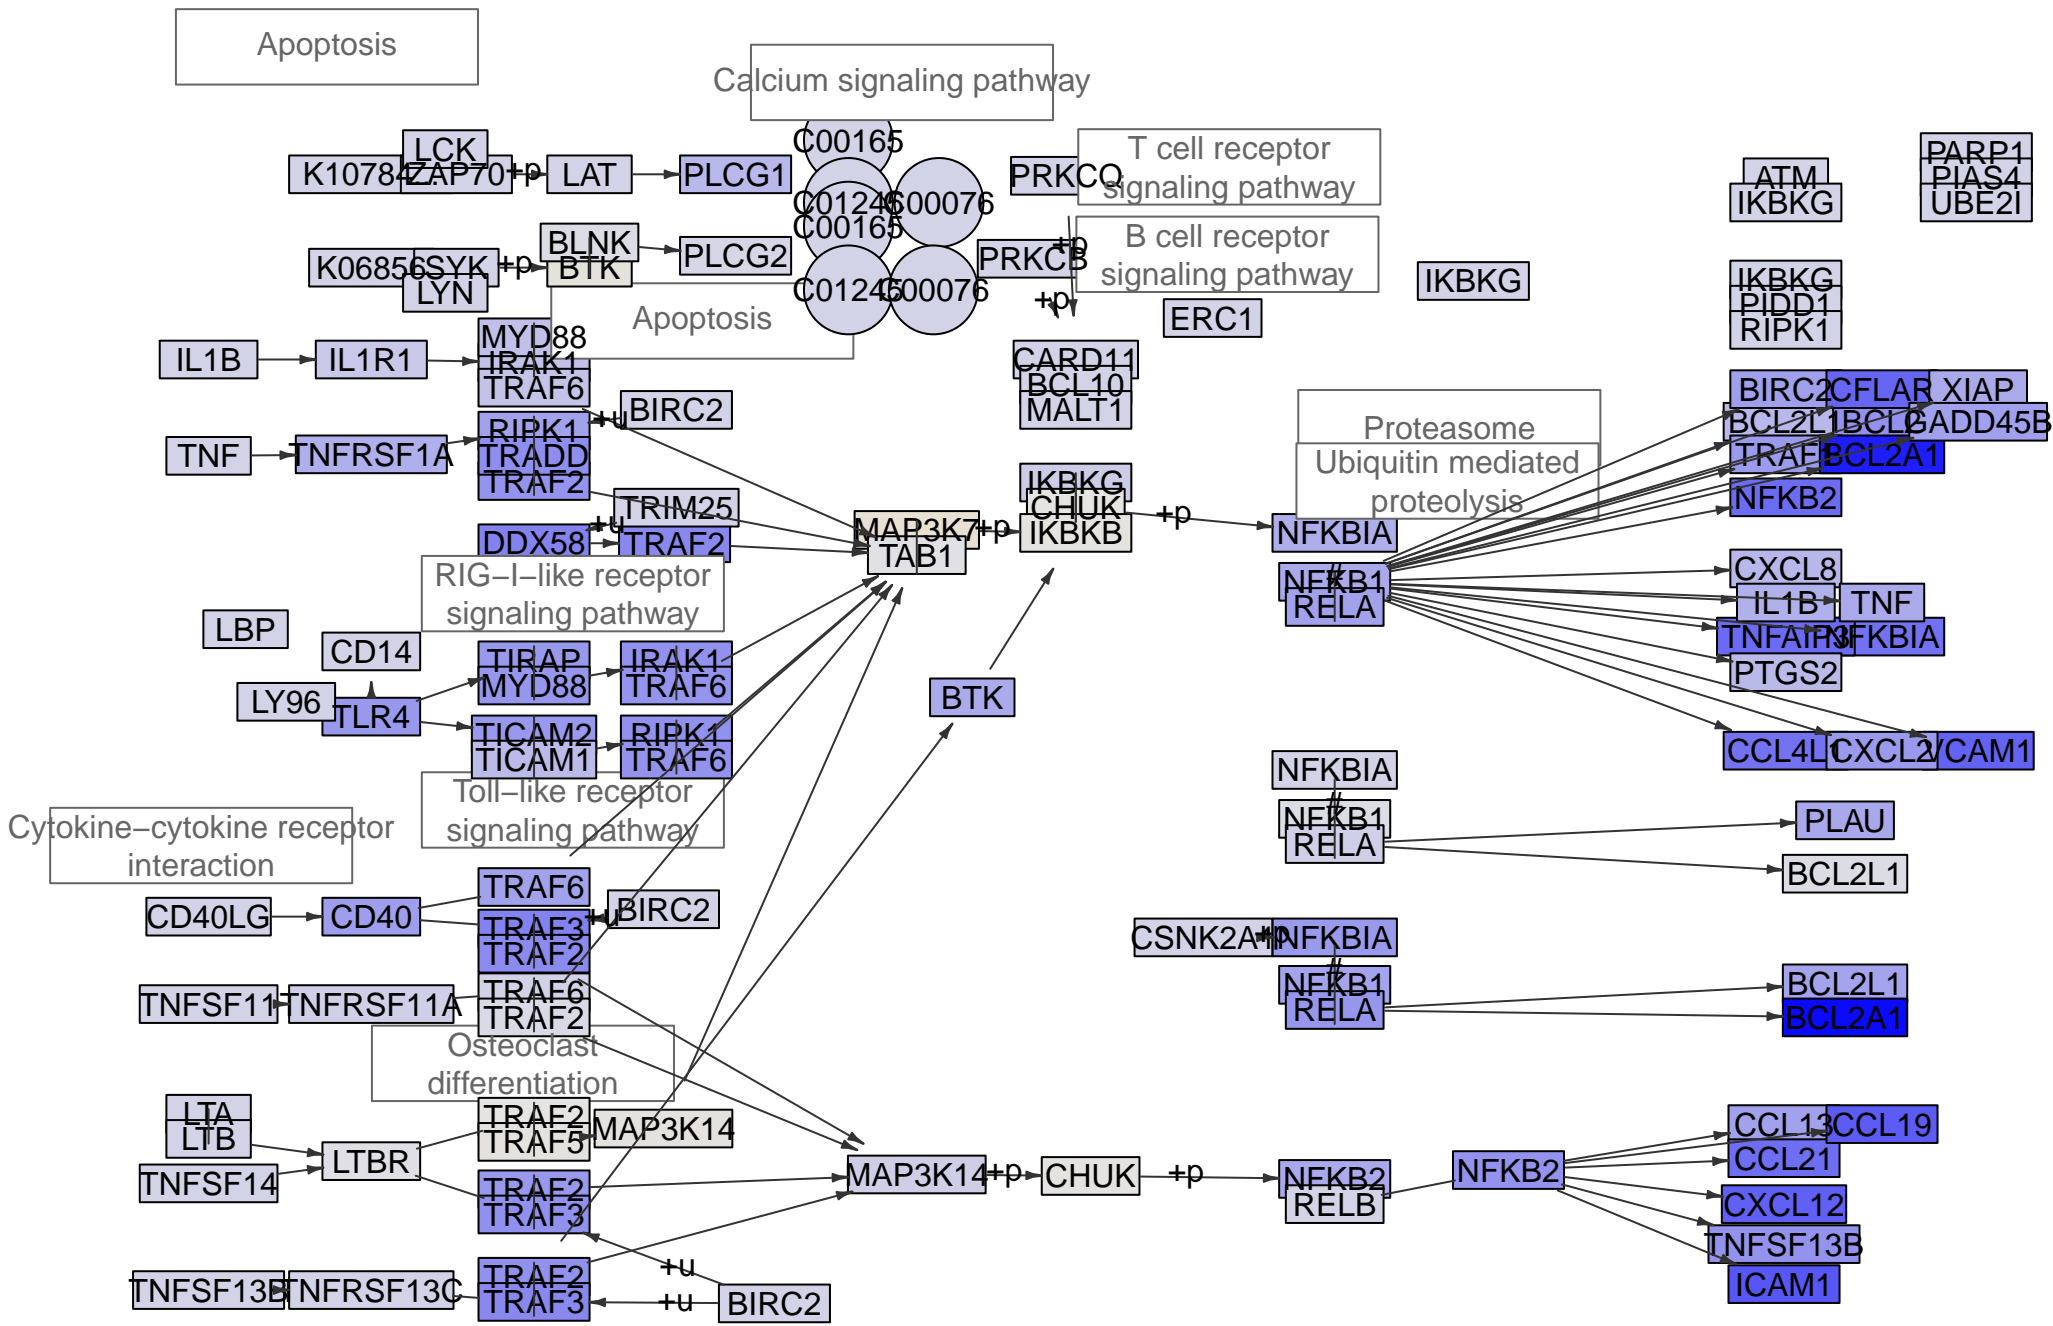 Apoptosis
Calcium signaling pathway
C00165
LCK
K10784
ZAP70
+p
LAT
PLCG1
PRKCQ
T cell receptor
signaling pathway
ATM
IKBKG
PARP1
PIAS4
UBE2I
C01245
C00076
C00165
BLNK
BTK
K06856
SYK
+p
LYN
PLCG2
PRKCB
+p
B cell receptor
signaling pathway
C01245
C00076
+p
ERC1
IKBKG
IKBKG
PIDD1
RIPK1
Apoptosis
MYD88
IRAK1
TRAF6
IL1B
IL1R1
CARD11
BCL10
MALT1
BIRC2
CFLAR
XIAP
BCL2L1
BCL2
GADD45B
TRAF1
BCL2A1
NFKB2
BIRC2
+u
RIPK1
TRADD
TRAF2
TNF
TNFRSF1A
Proteasome
Ubiquitin mediated
proteolysis
TRIM25
+u
DDX58
TRAF2
MAP3K7
TAB1
+p
IKBKG
CHUK
IKBKB
+p
NFKBIA
NFKB1
RELA
CXCL8
IL1B
TNF
TNFAIP3
NFKBIA
PTGS2
RIG−I−like receptor
signaling pathway
LBP
CD14
LY96
TLR4
TIRAP
MYD88
IRAK1
TRAF6
TICAM2
TICAM1
RIPK1
TRAF6
BTK
CCL4L1
CXCL2
VCAM1
Toll−like receptor
signaling pathway
NFKBIA
NFKB1
RELA
PLAU
BCL2L1
Cytokine−cytokine receptor
interaction
TRAF6
CD40LG
CD40
TRAF3
TRAF2
+u
BIRC2
CSNK2A1
+p
NFKBIA
NFKB1
RELA
BCL2L1
BCL2A1
TNFSF11
TNFRSF11A
TRAF6
TRAF2
Osteoclast
differentiation
LTA
LTB
TNFSF14
LTBR
TRAF2
TRAF5
MAP3K14
TRAF2
TRAF3
MAP3K14
+p
CHUK
+p
NFKB2
RELB
NFKB2
CCL13
CCL19
CCL21
CXCL12
TNFSF13B
ICAM1
TNFSF13B
TNFRSF13C
TRAF2
TRAF3
+u
+u
BIRC2